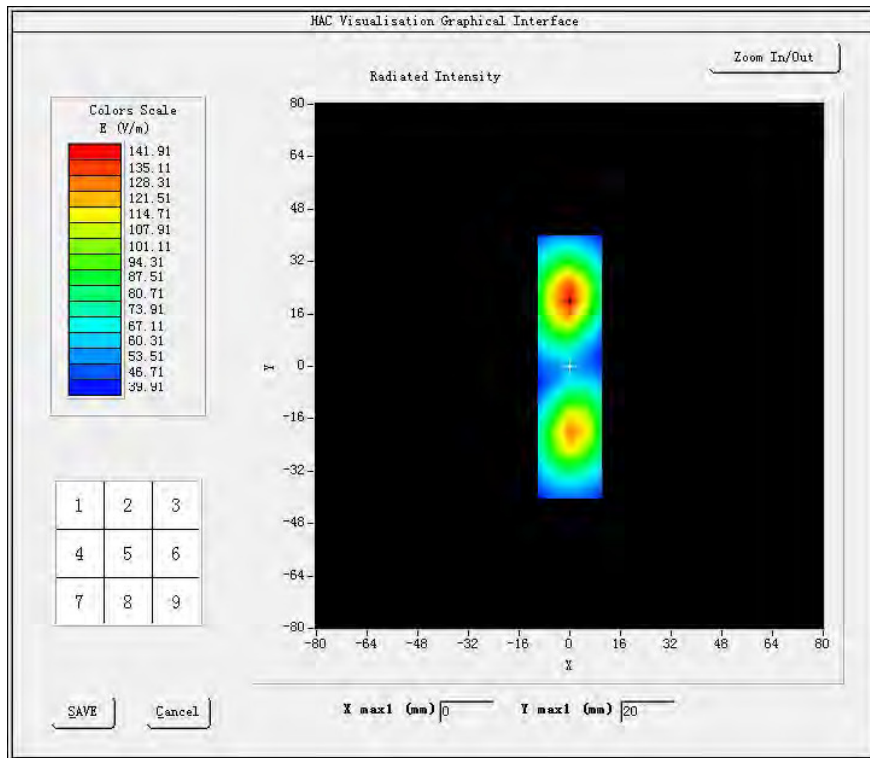 HAC Visualisation Graphical Interface
Zoom In/Out
Radiated Intensity
Colors Scale
E (V/m)
141.91
135.11
128.31
121.51
114.71
107.91
101.11
94.31
87.51
80.71
73.91
67.11
60.31
53.51
46.71
39.91
80
64
48
32
16
0
-16
-32
-48
-64
-80
Y
-80 -64 -48 -32 -16 0 16 32 48 64 80
X
1 2 3
4 5 6
7 8 9
SAVE Cancel
X max1 (mm) 0 Y max1 (mm) 20